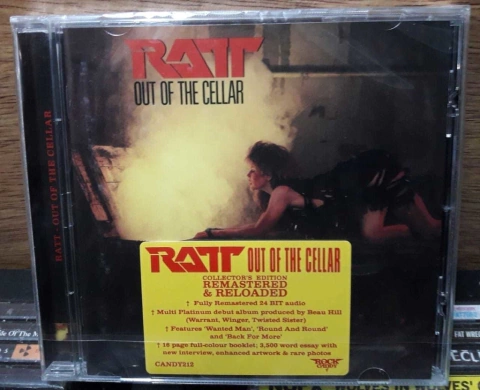 RATT
OUT OF THE CELLAR
RATT · OUT OF THE CELLAR
RATT OUT OF THE CELLAR
COLLECTOR'S EDITION
REMASTERED
& RELOADED
↑ Fully Remastered 24 BIT audio
↑ Multi Platinum debut album produced by Beau Hill
(Warrant, Winger, Twisted Sister)
↑ Features 'Wanted Man', 'Round And Round'
and 'Back For More'
↑ 16 page full-colour booklet; 3,500 word essay with
new interview, enhanced artwork & rare photos
CANDY212
ROCK
CANDY